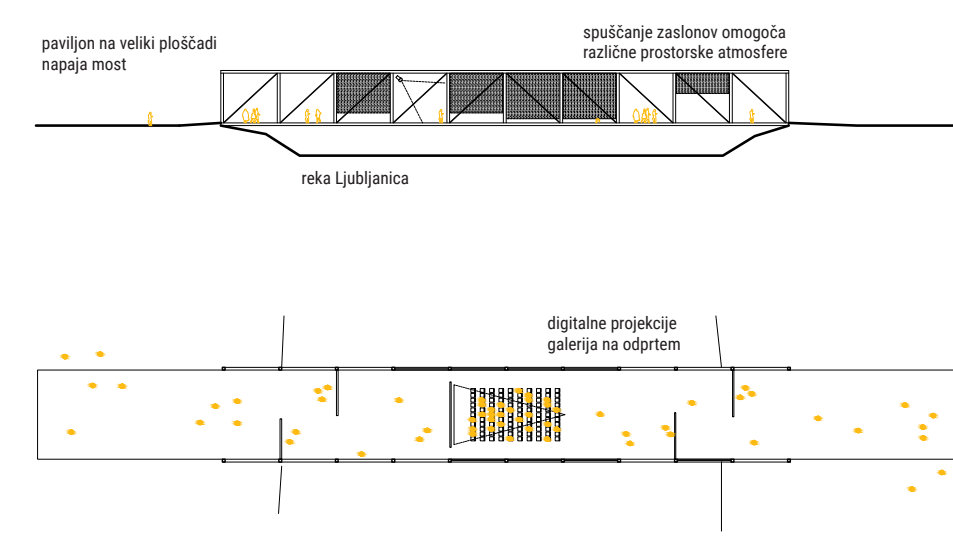 paviljon na veliki ploščadi
napaja most
spuščanje zaslonov omogoča
različne prostorske atmosfere
reka Ljubljanica
digitalne projekcije
galerija na odprtem